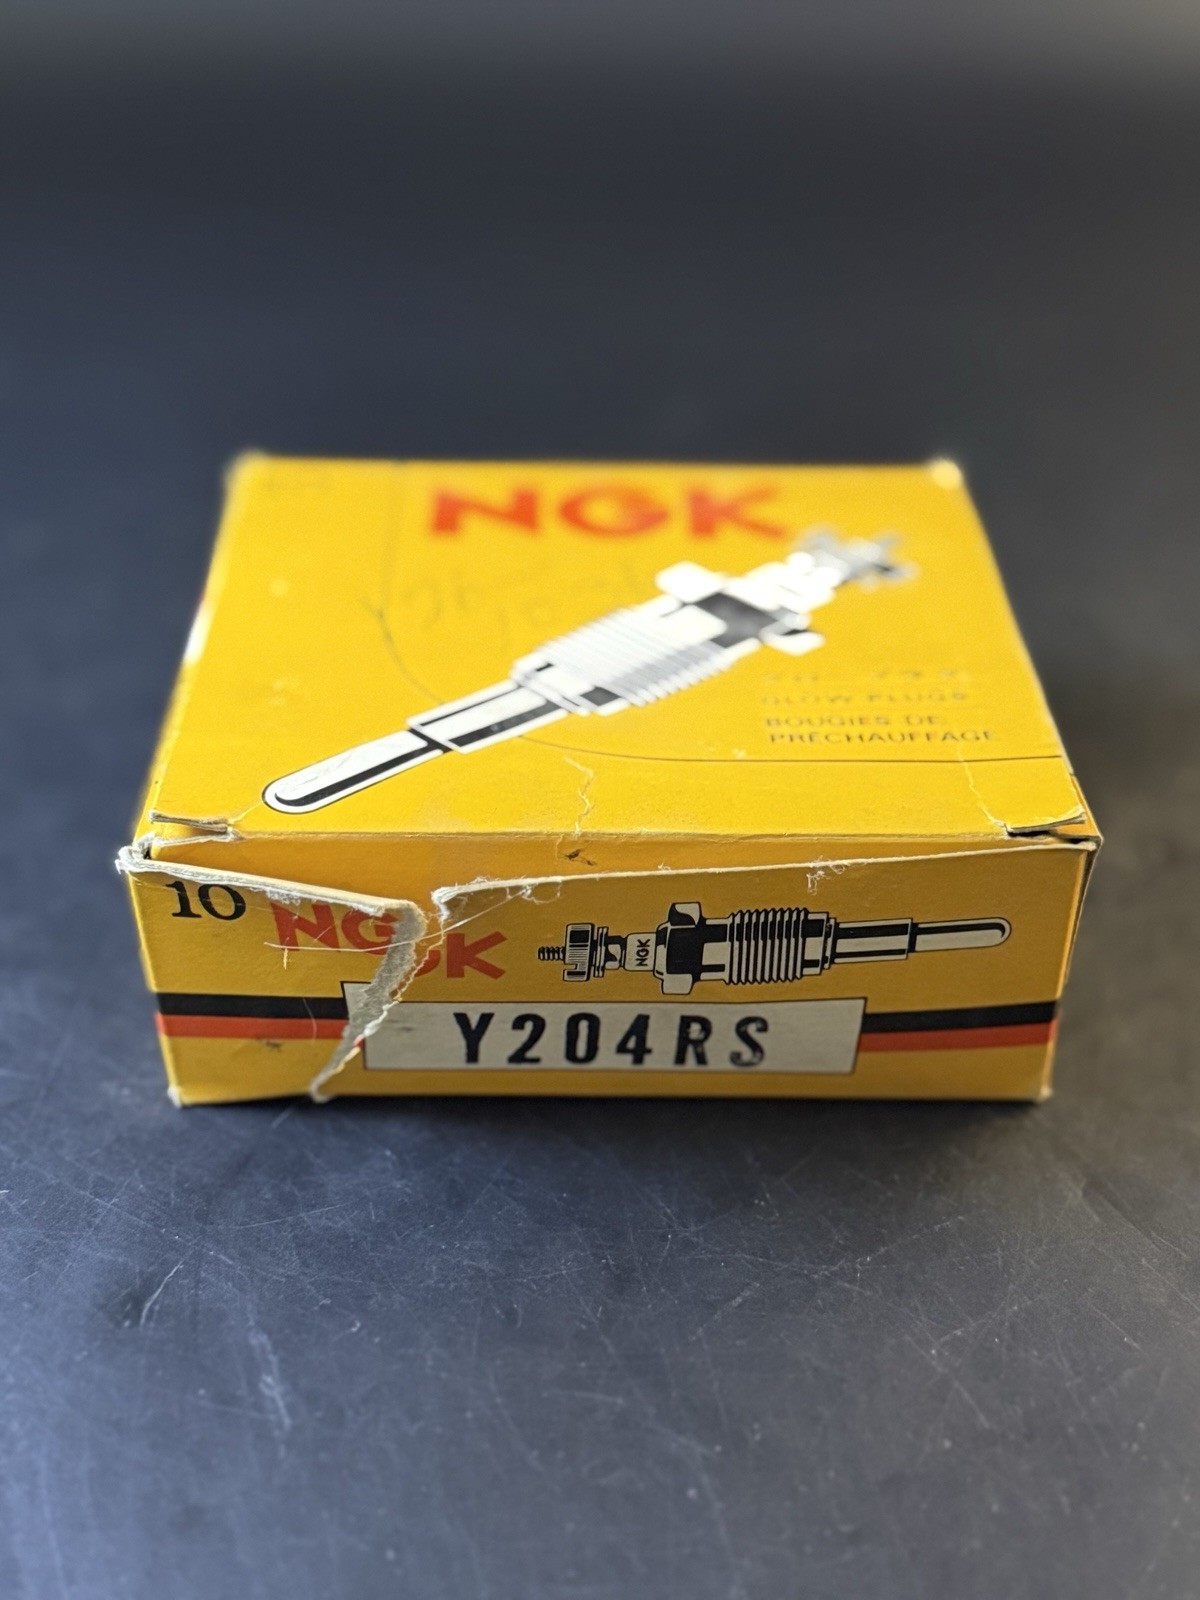 NGK
GLOW PLUGS
BOUGIES DE
PRÉCHAUFFAGE
10
NGK
NGK
Y204RS